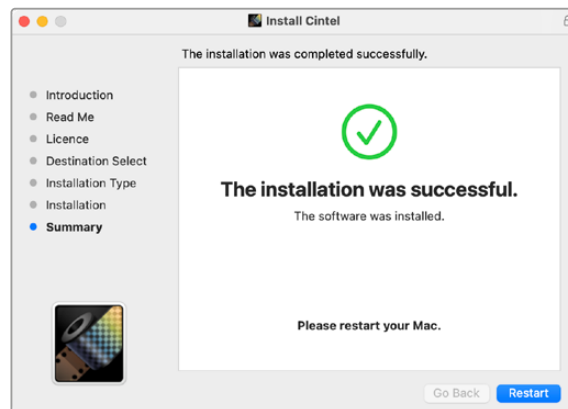 Install Cintel
The installation was completed successfully.
Introduction
Read Me
Licence
Destination Select
Installation Type
Installation
Summary
The installation was successful.
The software was installed.
Please restart your Mac.
Go Back
Restart